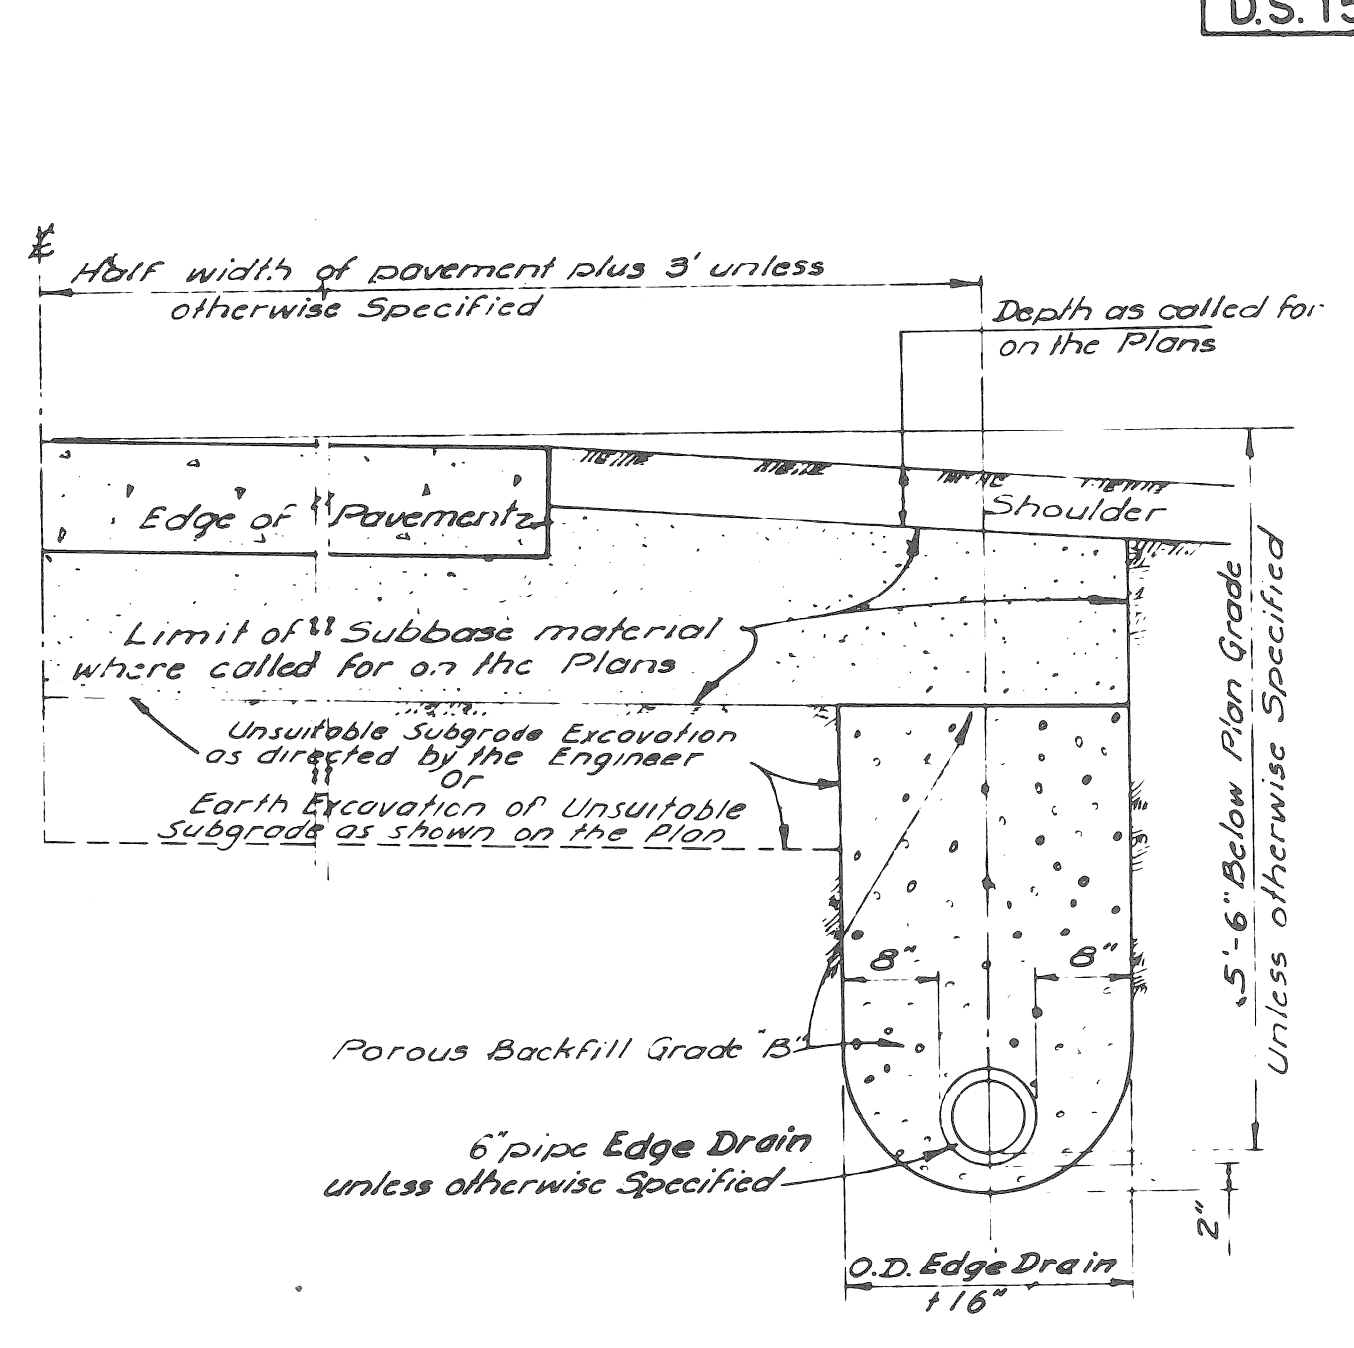 D.S. 15
℄
Half width of pavement plus 3' unless
otherwise Specified
Depth as called for
on the Plans
Shoulder
Edge of Pavement
Limit of Subbase material
where called for on the Plans
Unsuitable Subgrade Excavation
as directed by the Engineer
or
Earth Excavation of Unsuitable
Subgrade as shown on the Plan
5'-6" Below Plan Grade
Unless otherwise Specified
8"
8"
Porous Backfill Grade "B"
6" pipe Edge Drain
unless otherwise Specified
2"
O.D. Edge Drain
+16"